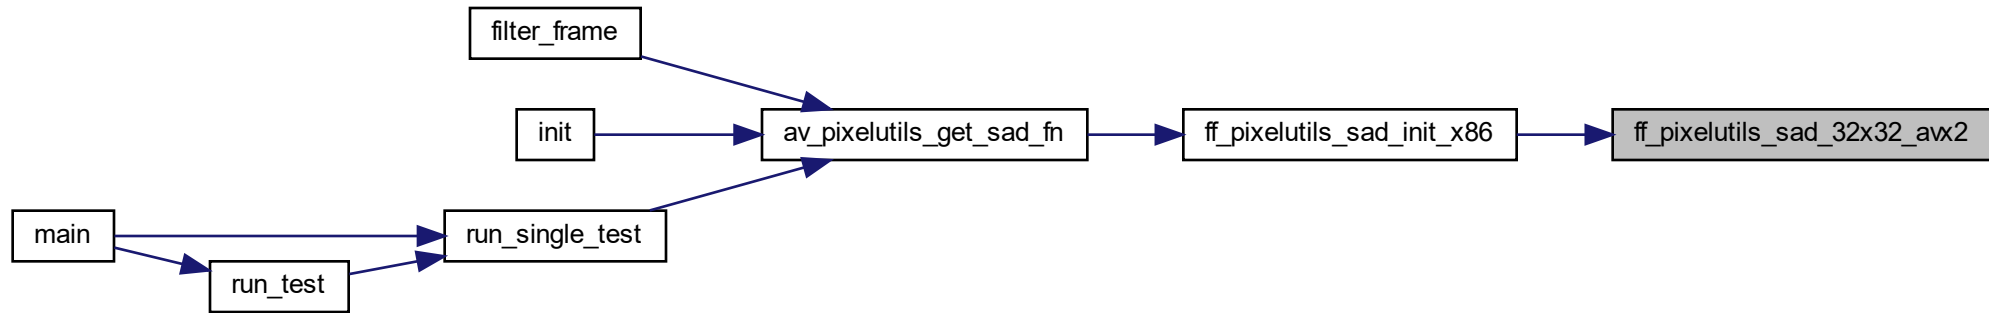 filter_frame
init
av_pixelutils_get_sad_fn
ff_pixelutils_sad_init_x86
ff_pixelutils_sad_32x32_avx2
main
run_single_test
run_test